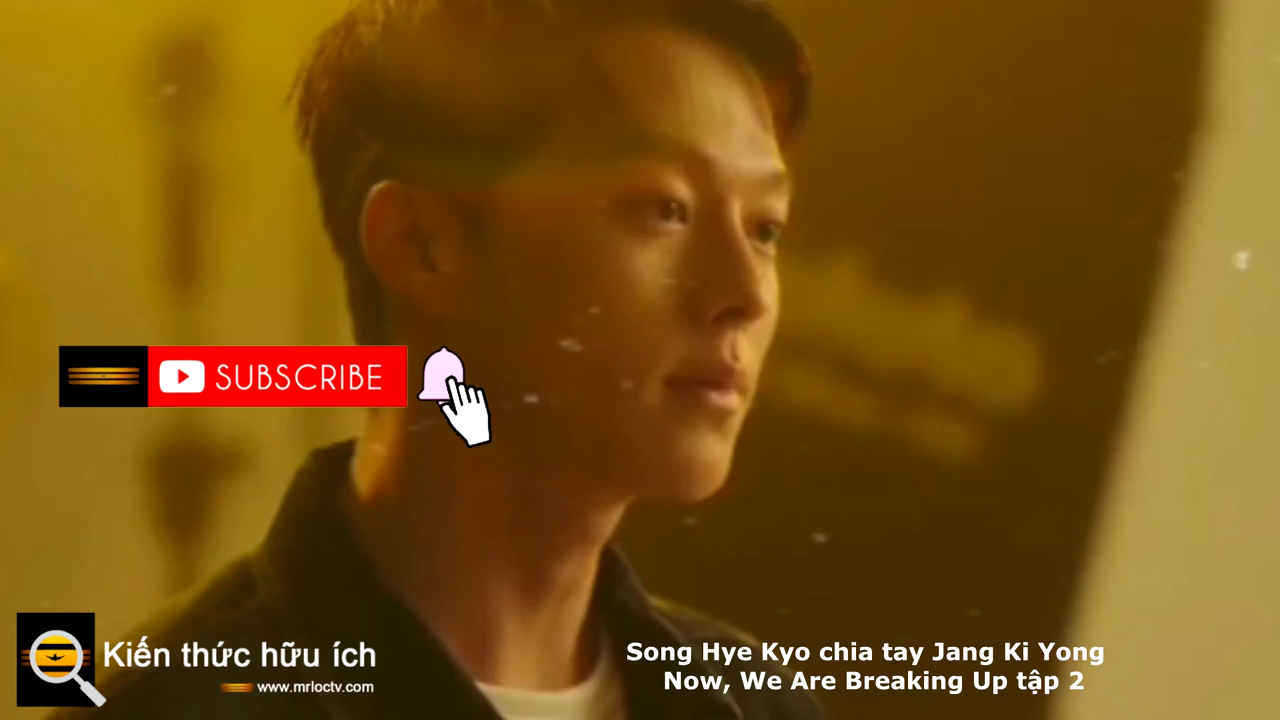 SUBSCRIBE
Kiến thức hữu ích
www.mrloctv.com
Song Hye Kyo chia tay Jang Ki Yong
Now, We Are Breaking Up tập 2